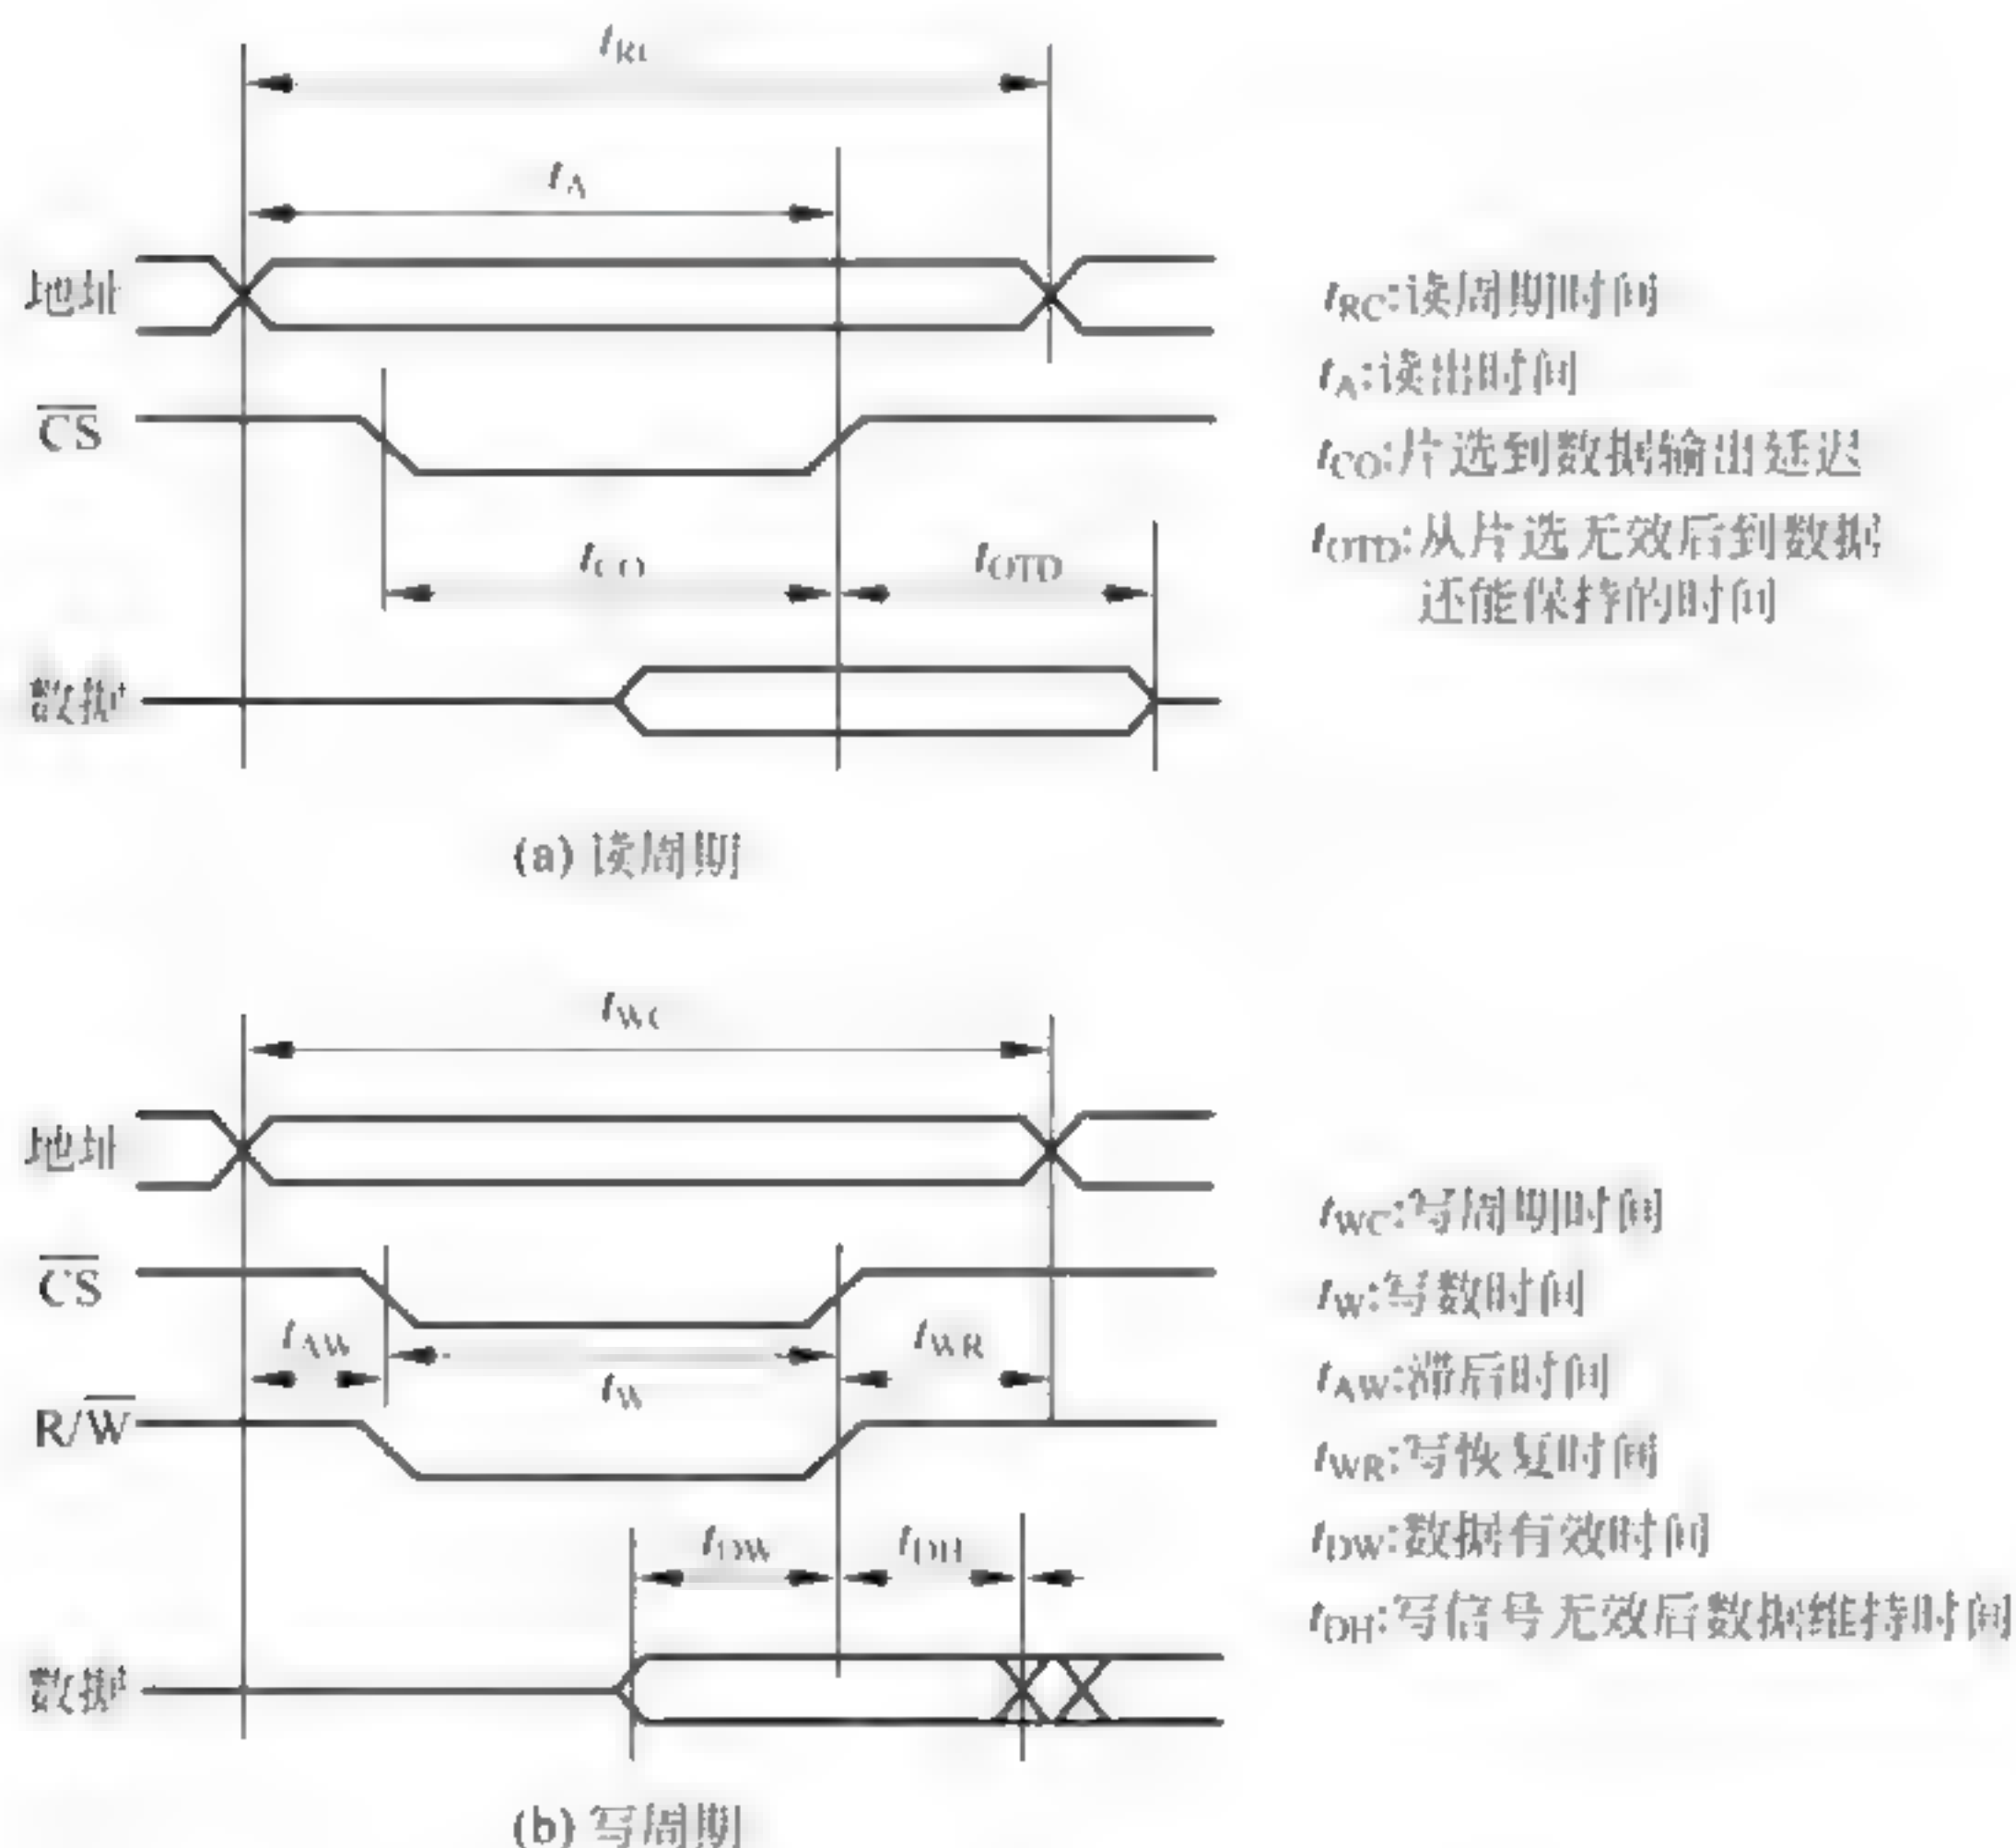 tRC
tA
地址
tRC:读周期时间
tA:读出时间
CS
tCO:片选到数据输出延迟
tCO
tOTD
tOTD:从片选无效后到数据
还能保持的时间
数据
(a) 读周期
tWC
地址
tWC:写周期时间
CS
tW:写数时间
tAW
tWR
tW
tAW:滞后时间
R/W
tWR:写恢复时间
tDW
tDH
tDW:数据有效时间
tDH:写信号无效后数据维持时间
数据
(b) 写周期